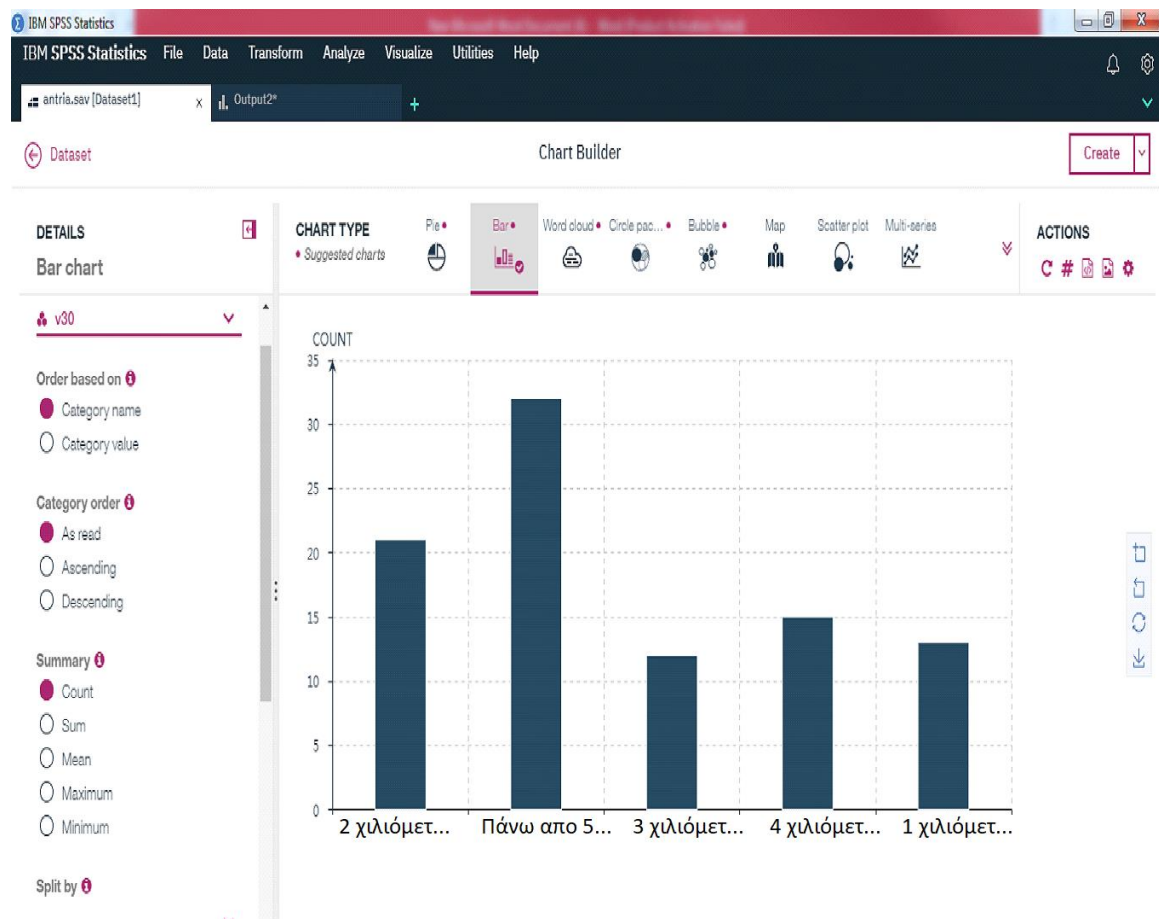 IBM SPSS Statistics
IBM SPSS Statistics File Data Transform Analyze Visualize Utilities Help
antria.sav [Dataset1] x Output2* +
Dataset
Chart Builder
Create
DETAILS
Bar chart
CHART TYPE
• Suggested charts
Pie
Bar
Word cloud
Circle pac...
Bubble
Map
Scatter plot
Multi-series
ACTIONS
v30
Order based on
Category name
Category value
Category order
As read
Ascending
Descending
Summary
Count
Sum
Mean
Maximum
Minimum
Split by
COUNT
35
30
25
20
15
10
5
0
2 χιλιόμετ... Πάνω απο 5... 3 χιλιόμετ... 4 χιλιόμετ... 1 χιλιόμετ...